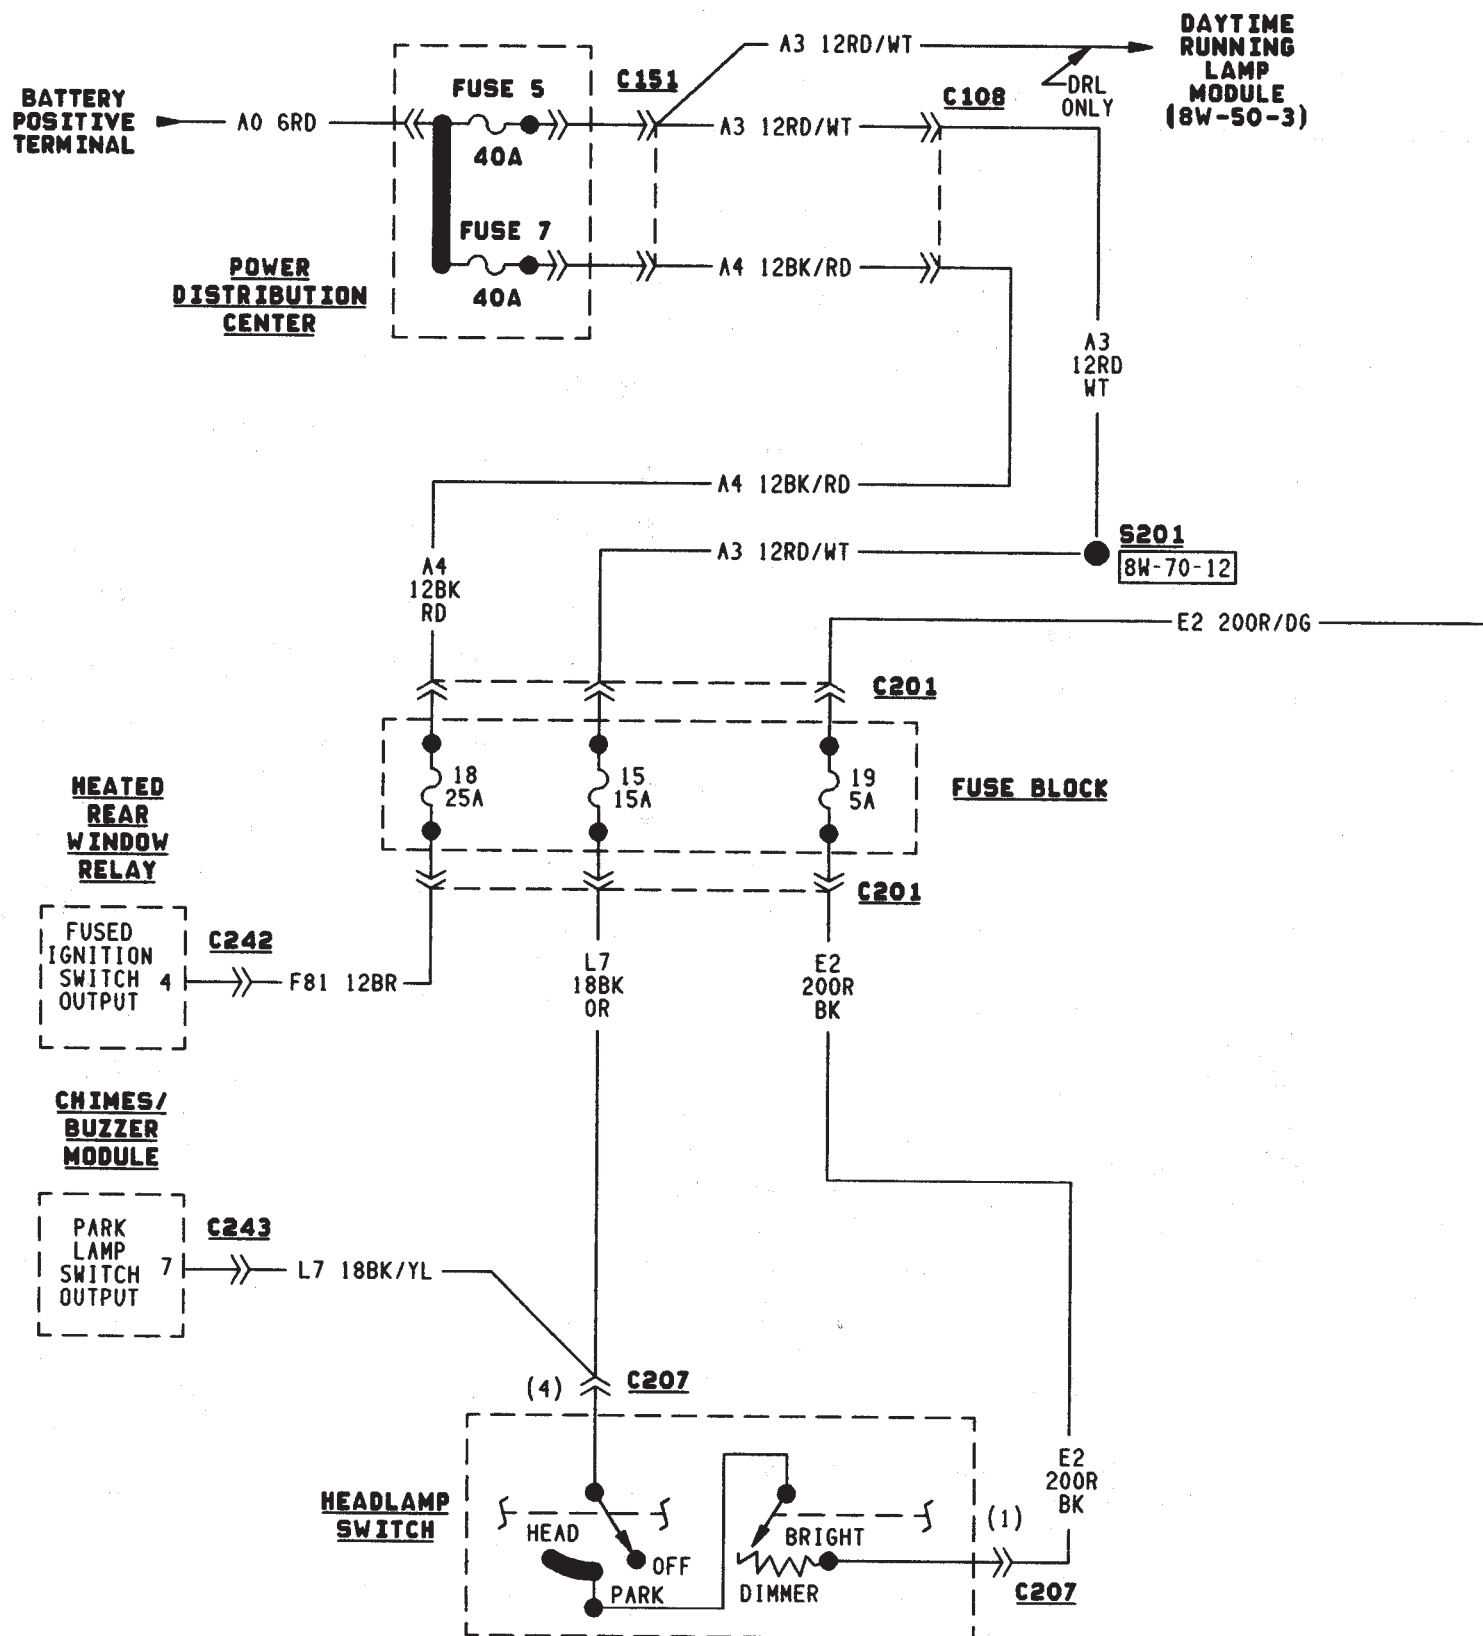 DAYTIME
RUNNING
LAMP
MODULE
(8W-50-3)
A3 12RD/WT
DRL
ONLY
BATTERY
POSITIVE
TERMINAL
A0 6RD
FUSE 5
40A
C151
A3 12RD/WT
C108
FUSE 7
40A
A4 12BK/RD
POWER
DISTRIBUTION
CENTER
A3
12RD
WT
A4 12BK/RD
A3 12RD/WT
S201
8W-70-12
A4
12BK
RD
E2 200R/DG
C201
18
25A
15
15A
19
5A
FUSE BLOCK
C201
HEATED
REAR
WINDOW
RELAY
FUSED
IGNITION
SWITCH
OUTPUT
4
C242
F81 12BR
L7
18BK
OR
E2
200R
BK
CHIMES/
BUZZER
MODULE
PARK
LAMP
SWITCH
OUTPUT
7
C243
L7 18BK/YL
(4)
C207
HEADLAMP
SWITCH
HEAD
OFF
PARK
BRIGHT
DIMMER
E2
200R
BK
(1)
C207